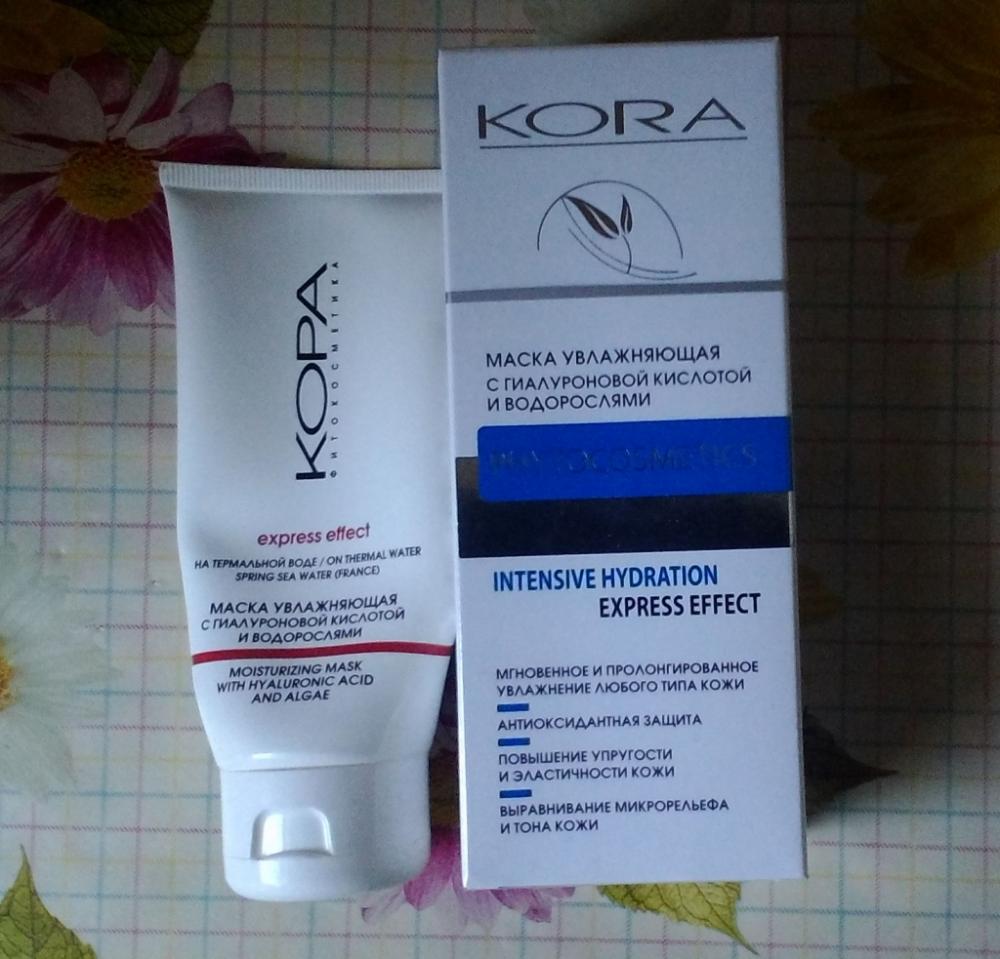 КОРА
ФИТОКОСМЕТИКА
express effect
НА ТЕРМАЛЬНОЙ ВОДЕ / ON THERMAL WATER
SPRING SEA WATER (FRANCE)
МАСКА УВЛАЖНЯЮЩАЯ
С ГИАЛУРОНОВОЙ КИСЛОТОЙ
И ВОДОРОСЛЯМИ
MOISTURIZING MASK
WITH HYALURONIC ACID
AND ALGAE
KORA
МАСКА УВЛАЖНЯЮЩАЯ
С ГИАЛУРОНОВОЙ КИСЛОТОЙ
И ВОДОРОСЛЯМИ
PHYTOCOSMETICS
INTENSIVE HYDRATION
EXPRESS EFFECT
МГНОВЕННОЕ И ПРОЛОНГИРОВАННОЕ
УВЛАЖНЕНИЕ ЛЮБОГО ТИПА КОЖИ
АНТИОКСИДАНТНАЯ ЗАЩИТА
ПОВЫШЕНИЕ УПРУГОСТИ
И ЭЛАСТИЧНОСТИ КОЖИ
ВЫРАВНИВАНИЕ МИКРОРЕЛЬЕФА
И ТОНА КОЖИ